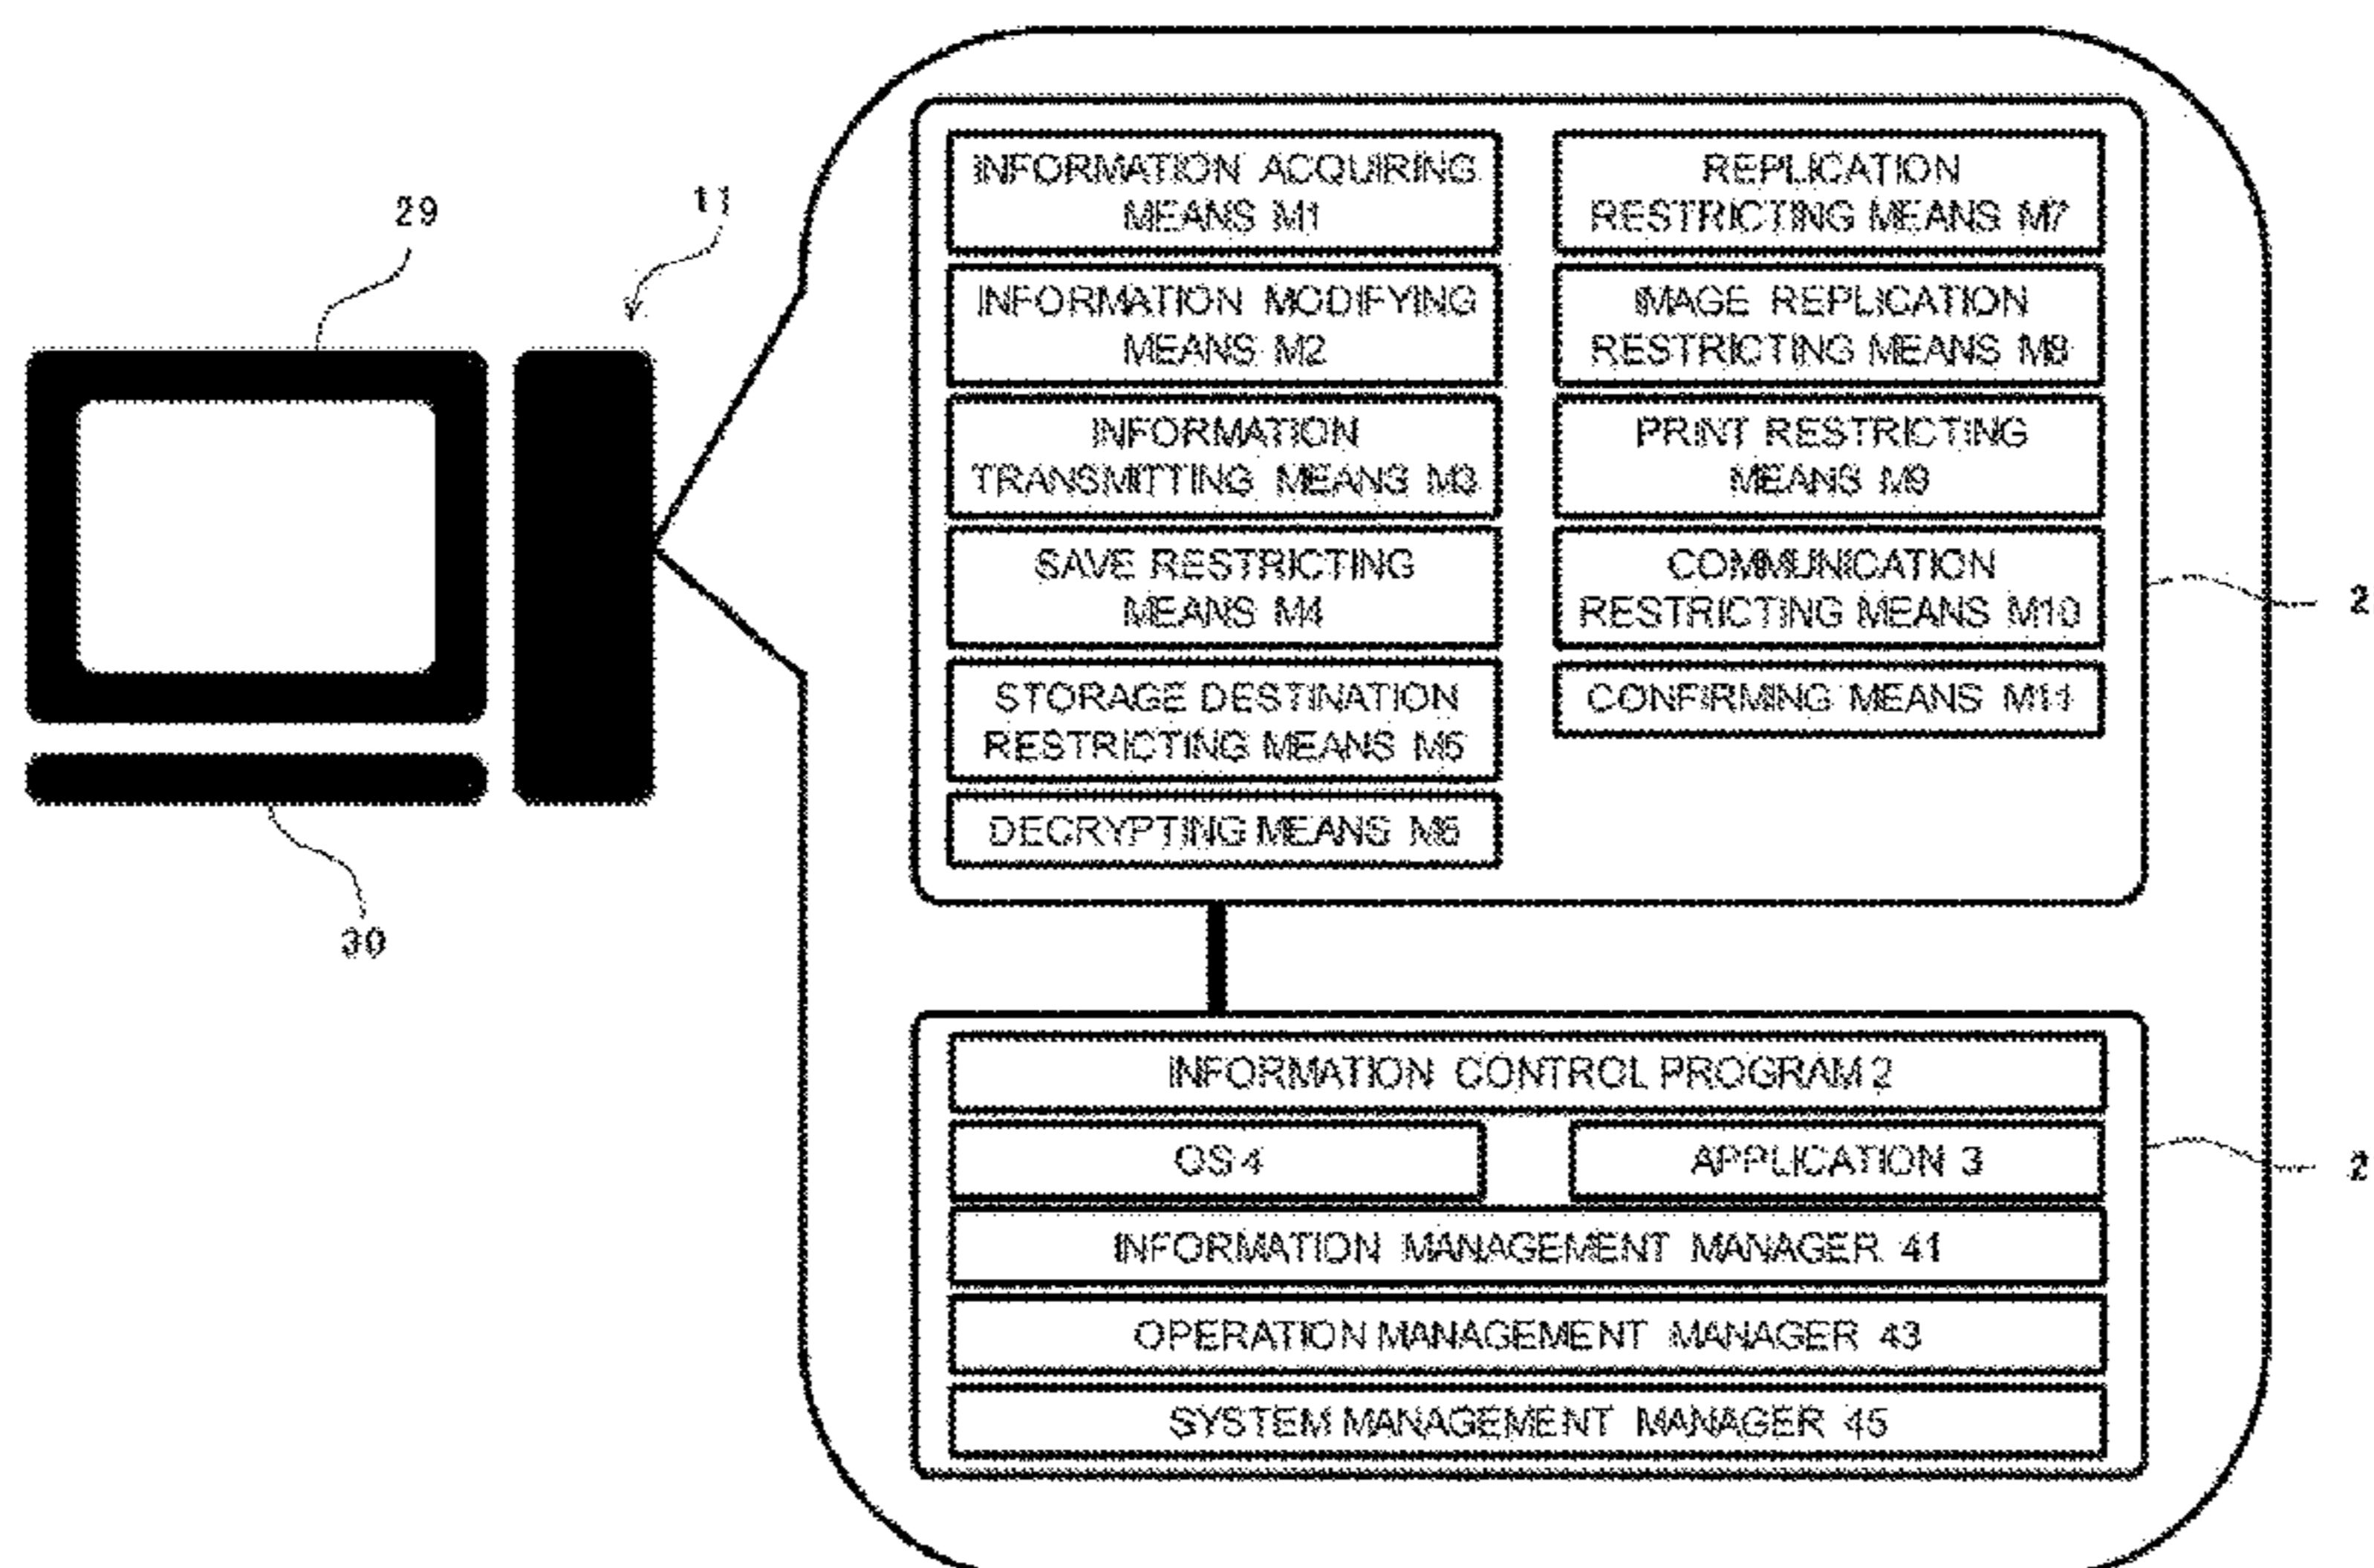 29
11
INFORMATION ACQUIRING
MEANS M1
INFORMATION MODIFYING
MEANS M2
INFORMATION
TRANSMITTING MEANS M3
SAVE RESTRICTING
MEANS M4
STORAGE DESTINATION
RESTRICTING MEANS M5
DECRYPTING MEANS M6
REPLICATION
RESTRICTING MEANS M7
IMAGE REPLICATION
RESTRICTING MEANS M8
PRINT RESTRICTING
MEANS M9
COMMUNICATION
RESTRICTING MEANS M10
CONFIRMING MEANS M11
2
30
INFORMATION CONTROL PROGRAM 2
OS 4
APPLICATION 3
2
INFORMATION MANAGEMENT MANAGER 41
OPERATION MANAGEMENT MANAGER 43
SYSTEM MANAGEMENT MANAGER 45